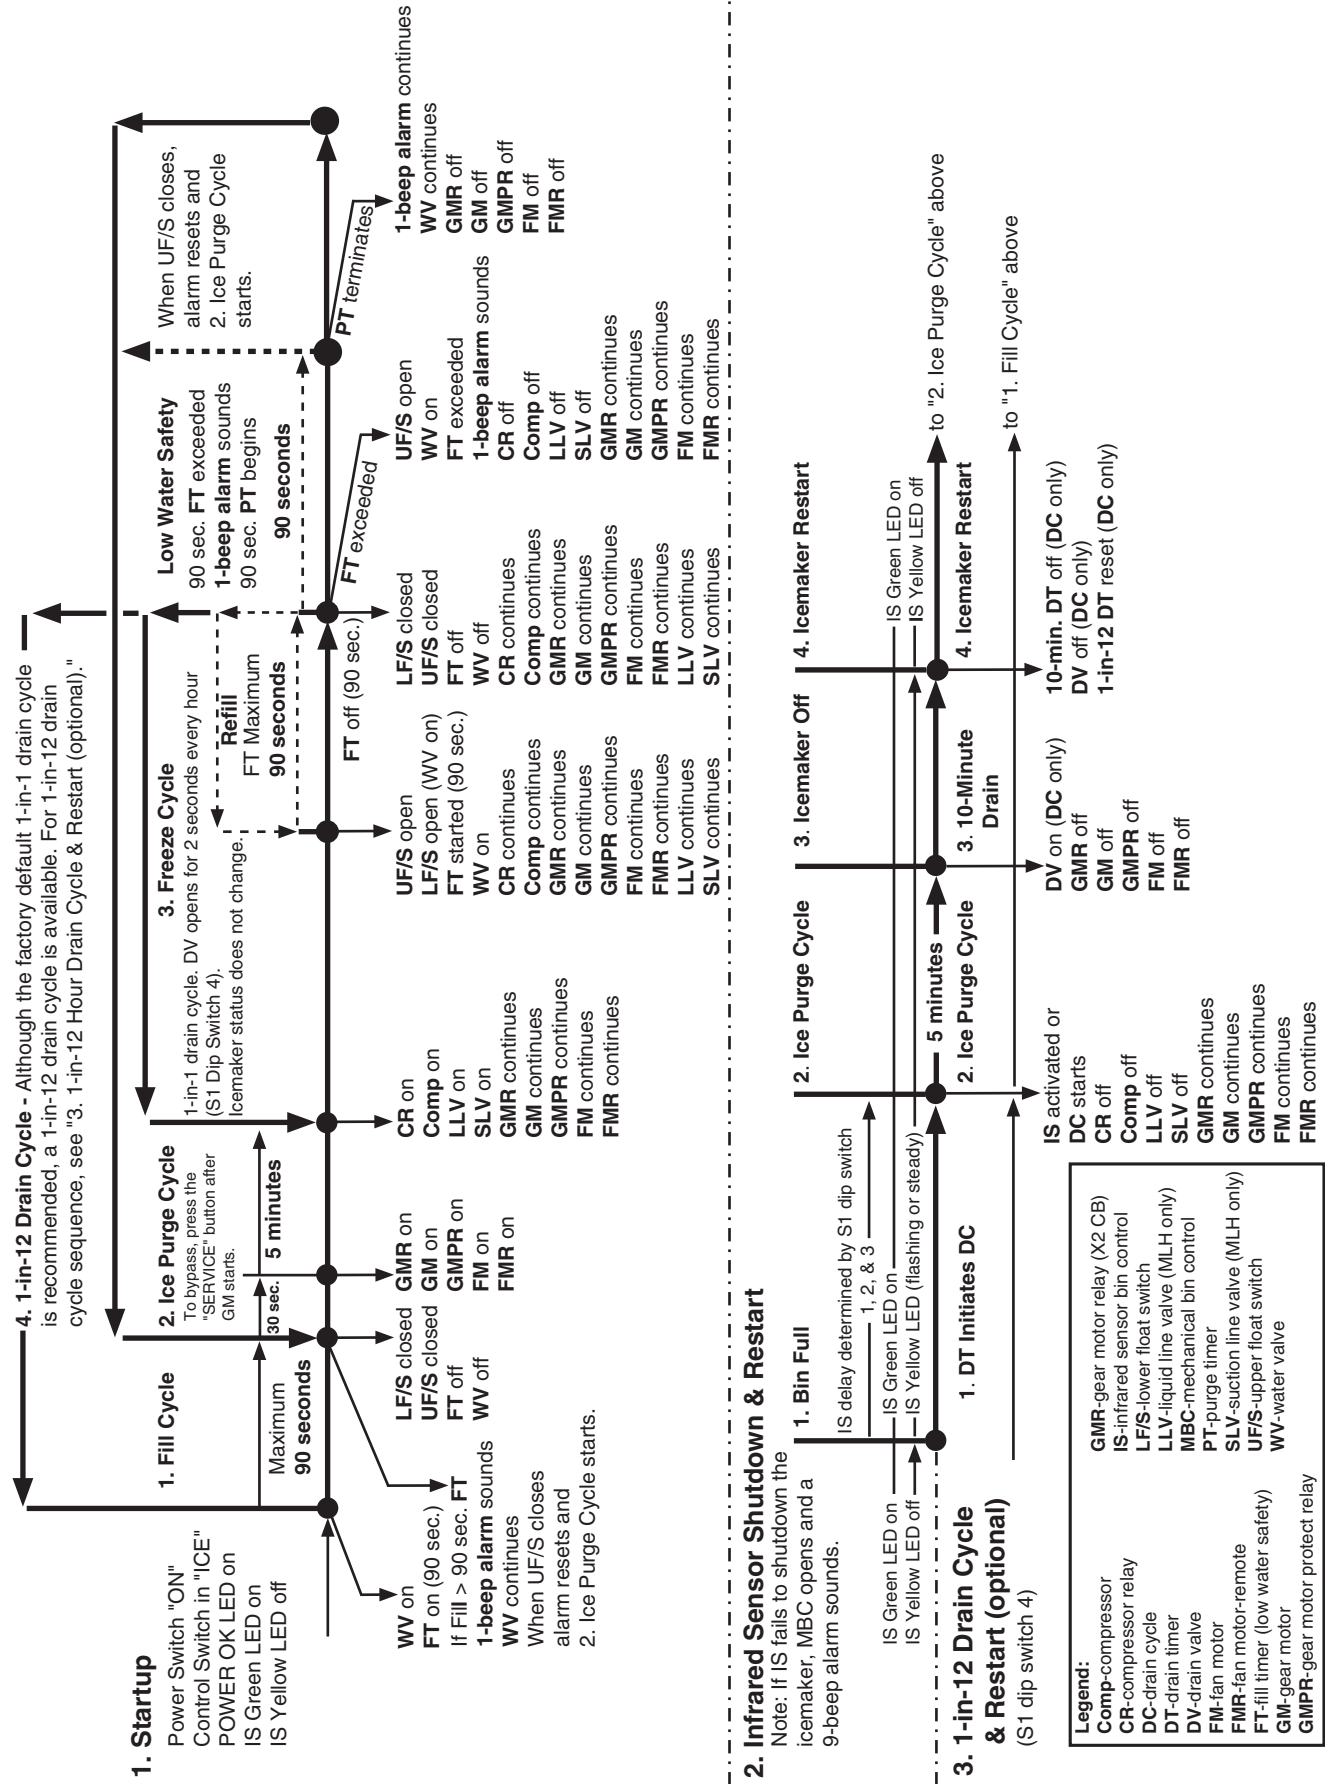 1. Startup
Power Switch "ON"
Control Switch in "ICE"
POWER OK LED on
IS Green LED on
IS Yellow LED off
4. 1-in-12 Drain Cycle - Although the factory default 1-in-1 drain cycle
is recommended, a 1-in-12 drain cycle is available. For 1-in-12 drain
cycle sequence, see "3. 1-in-12 Hour Drain Cycle & Restart (optional)."
1. Fill Cycle
Maximum
90 seconds
2. Ice Purge Cycle
To bypass, press the
"SERVICE" button after
GM starts.
30 sec.
5 minutes
3. Freeze Cycle
1-in-1 drain cycle. DV opens for 2 seconds every hour
(S1 Dip Switch 4).
Icemaker status does not change.
Refill
FT Maximum
90 seconds
Low Water Safety
90 sec. FT exceeded
1-beep alarm sounds
90 sec. PT begins
90 seconds
When UF/S closes,
alarm resets and
2. Ice Purge Cycle
starts.
FT off (90 sec.)
FT exceeded
PT terminates
WV on
FT on (90 sec.)
If Fill > 90 sec. FT
1-beep alarm sounds
WV continues
When UF/S closes
alarm resets and
2. Ice Purge Cycle starts.
LF/S closed
UF/S closed
FT off
WV off
GMR on
GM on
GMPR on
FM on
FMR on
CR on
Comp on
LLV on
SLV on
GMR continues
GM continues
GMPR continues
FM continues
FMR continues
UF/S open
LF/S open (WV on)
FT started (90 sec.)
WV on
CR continues
Comp continues
GMR continues
GM continues
GMPR continues
FM continues
FMR continues
LLV continues
SLV continues
LF/S closed
UF/S closed
FT off
WV off
CR continues
Comp continues
GMR continues
GM continues
GMPR continues
FM continues
FMR continues
LLV continues
SLV continues
UF/S open
WV on
FT exceeded
1-beep alarm sounds
CR off
Comp off
LLV off
SLV off
GMR continues
GM continues
GMPR continues
FM continues
FMR continues
1-beep alarm continues
WV continues
GMR off
GM off
GMPR off
FM off
FMR off
2. Infrared Sensor Shutdown & Restart
Note: If IS fails to shutdown the
icemaker, MBC opens and a
9-beep alarm sounds.
1. Bin Full
2. Ice Purge Cycle
3. Icemaker Off
4. Icemaker Restart
IS delay determined by S1 dip switch
1, 2, & 3
IS Green LED on
IS Green LED on
IS Green LED on
IS Green LED on
IS Yellow LED off
IS Yellow LED (flashing or steady)
IS Yellow LED off
3. 1-in-12 Drain Cycle
& Restart (optional)
(S1 dip switch 4)
5 minutes
to "2. Ice Purge Cycle" above
1. DT Initiates DC
2. Ice Purge Cycle
3. 10-Minute
Drain
4. Icemaker Restart
to "1. Fill Cycle" above
IS activated or
DC starts
CR off
Comp off
LLV off
SLV off
GMR continues
GM continues
GMPR continues
FM continues
FMR continues
DV on (DC only)
GMR off
GM off
GMPR off
FM off
FMR off
10-min. DT off (DC only)
DV off (DC only)
1-in-12 DT reset (DC only)
Legend:
Comp-compressor
CR-compressor relay
DC-drain cycle
DT-drain timer
DV-drain valve
FM-fan motor
FMR-fan motor-remote
FT-fill timer (low water safety)
GM-gear motor
GMPR-gear motor protect relay
GMR-gear motor relay (X2 CB)
IS-infrared sensor bin control
LF/S-lower float switch
LLV-liquid line valve (MLH only)
MBC-mechanical bin control
PT-purge timer
SLV-suction line valve (MLH only)
UF/S-upper float switch
WV-water valve